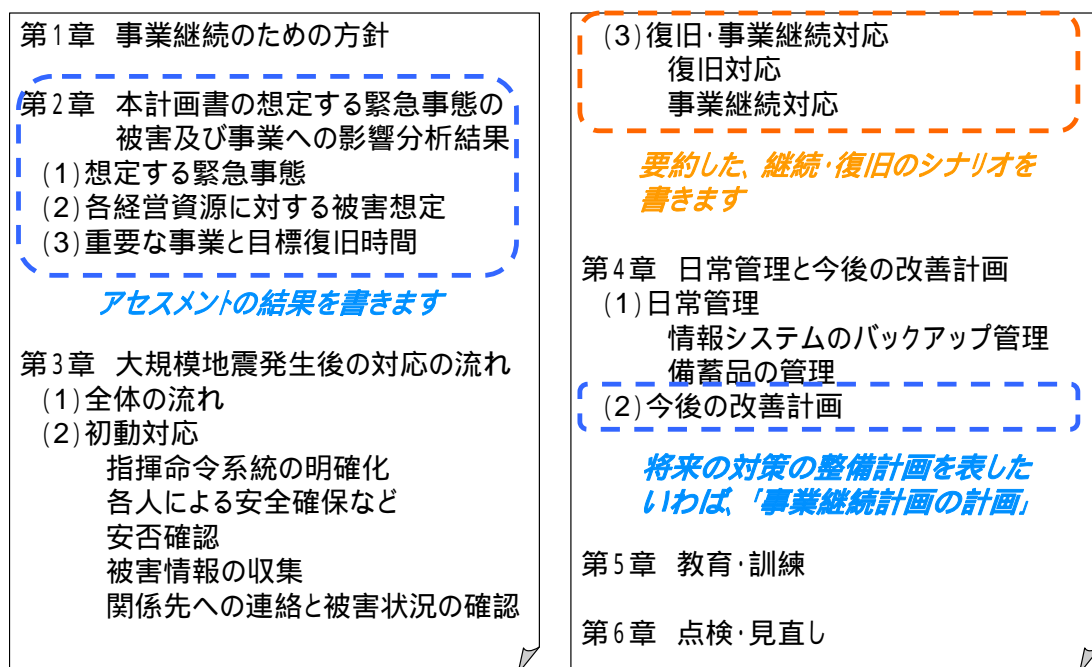 第1章 事業継続のための方針
第2章 本計画書の想定する緊急事態の
被害及び事業への影響分析結果
(1)想定する緊急事態
(2)各経営資源に対する被害想定
(3)重要な事業と目標復旧時間
アセスメントの結果を書きます
第3章 大規模地震発生後の対応の流れ
(1)全体の流れ
(2)初動対応
指揮命令系統の明確化
各人による安全確保など
安否確認
被害情報の収集
関係先への連絡と被害状況の確認
(3)復旧・事業継続対応
復旧対応
事業継続対応
要約した、継続・復旧のシナリオを
書きます
第4章 日常管理と今後の改善計画
(1)日常管理
情報システムのバックアップ管理
備蓄品の管理
(2)今後の改善計画
将来の対策の整備計画を表した
いわば、「事業継続計画の計画」
第5章 教育・訓練
第6章 点検・見直し